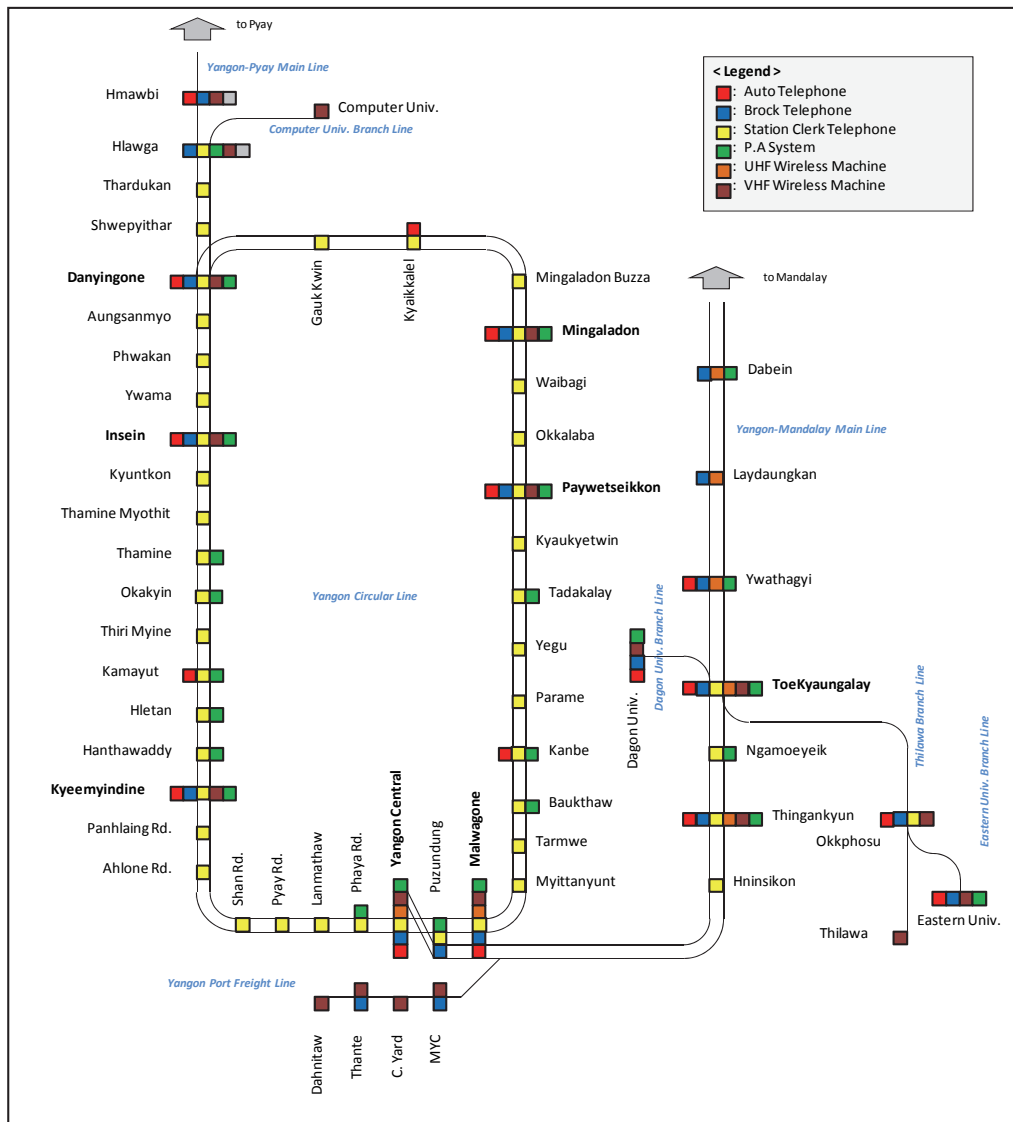 to Pyay
Yangon-Pyay Main Line
Hmawbi
Computer Univ.
Computer Univ. Branch Line
Hlawga
Thardukan
Shwepyithar
Danyingone
Aungsanmyo
Phwakan
Ywama
Insein
Kyuntkon
Thamine Myothit
Thamine
Okakyin
Thiri Myine
Kamayut
Hletan
Hanthawaddy
Kyeemyindine
Panhlaing Rd.
Ahlone Rd.
Shan Rd.
Pyay Rd.
Lanmathaw
Phaya Rd.
Yangon Central
Puzundung
Malwagone
Gauk Kwin
Kyaikkalel
Mingaladon Buzza
Mingaladon
Waibagi
Okkalaba
Paywetseikkon
Kyaukyetwin
Tadakalay
Yegu
Parame
Kanbe
Baukthaw
Tarmwe
Myittanyunt
Yangon Circular Line
< Legend >
: Auto Telephone
: Brock Telephone
: Station Clerk Telephone
: P.A System
: UHF Wireless Machine
: VHF Wireless Machine
to Mandalay
Dabein
Yangon-Mandalay Main Line
Laydaungkan
Ywathagyi
Dagon Univ. Branch Line
Dagon Univ.
ToeKyaungalay
Ngamoeyeik
Thingankyun
Hninsikon
Thilawa Branch Line
Eastern Univ. Branch Line
Okkphosu
Eastern Univ.
Thilawa
Yangon Port Freight Line
Dahnitaw
Thante
C. Yard
MYC